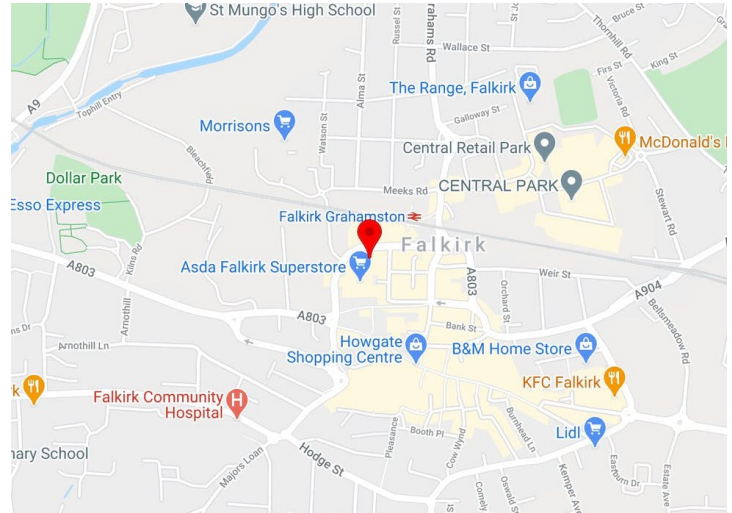 St Mungo's High School
Russel St
Grahams Rd
Bruce St
Thornhill Rd
Wallace St
King St
Firs St
A9
Tophill Entry
Alma St
The Range, Falkirk
Victoria Rd
Galloway St
Morrisons
Watson St
Central Retail Park
McDonald's
Bleachfield
Dollar Park
Meeks Rd
CENTRAL PARK
Stewart Rd
Esso Express
Falkirk Grahamston
Falkirk
Kilns Rd
A803
Asda Falkirk Superstore
A803
Weir St
A904
Orchard St
Bellsmeadow Rd
Arnothill
A803
Bank St
Howgate
Shopping Centre
B&M Home Store
ns Dr
Arnothill Ln
KFC Falkirk
rk
Falkirk Community
Hospital
Pleasance
Booth Pl
Burnhead Ln
Lidl
Cow Wynd
nary School
Majors Loan
Hodge St
Comely
Oswald S
Kemper Ave
Eastburn Dr
Estate Ave